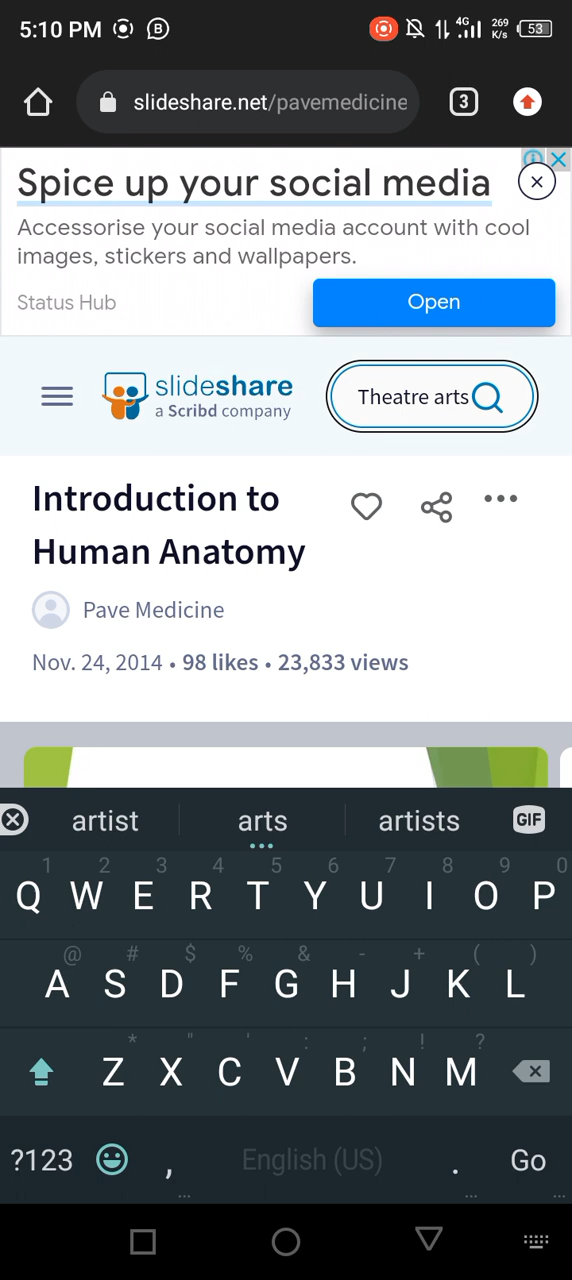 5:10 PM B 4G 269 K/s 53
slideshare.net/pavemedicine 3
Spice up your social media
Accessorise your social media account with cool
images, stickers and wallpapers.
Status Hub Open
slideshare
a Scribd company
Theatre arts
Introduction to
Human Anatomy
Pave Medicine
Nov. 24, 2014 • 98 likes • 23,833 views
artist arts artists GIF
1 2 3 4 5 6 7 8 9 0
Q W E R T Y U I O P
@ # $ % & - + ( )
A S D F G H J K L
* " ' : ; ! ?
Z X C V B N M
?123 , English (US) . Go